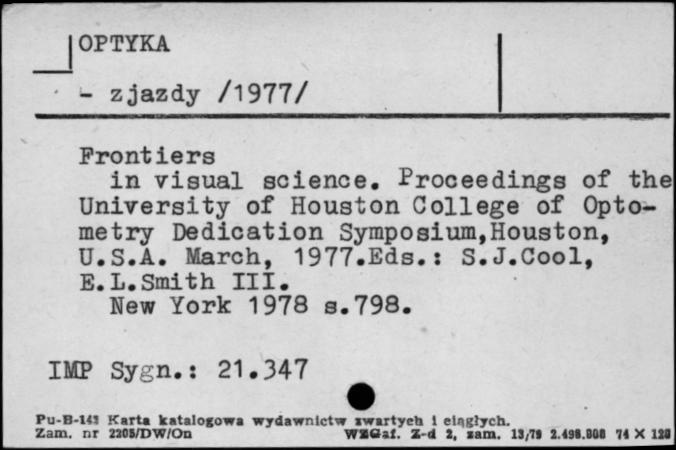 OPTYKA
- zjazdy /1977/
Frontiers
in visual science. Proceedings of the
University of Houston College of Opto-
metry Dedication Symposium,Houston,
U.S.A. March, 1977.Eds.: S.J.Cool,
E.L.Smith III.
New York 1978 s.798.
IMP Sygn.: 21.347
Pu-B-143 Karta katalogowa wydawnictw zwartych i ciągłych.
Zam. nr 2205/DW/On WZGraf. Z-d 2, zam. 13/79 2.498.000 74 X 120